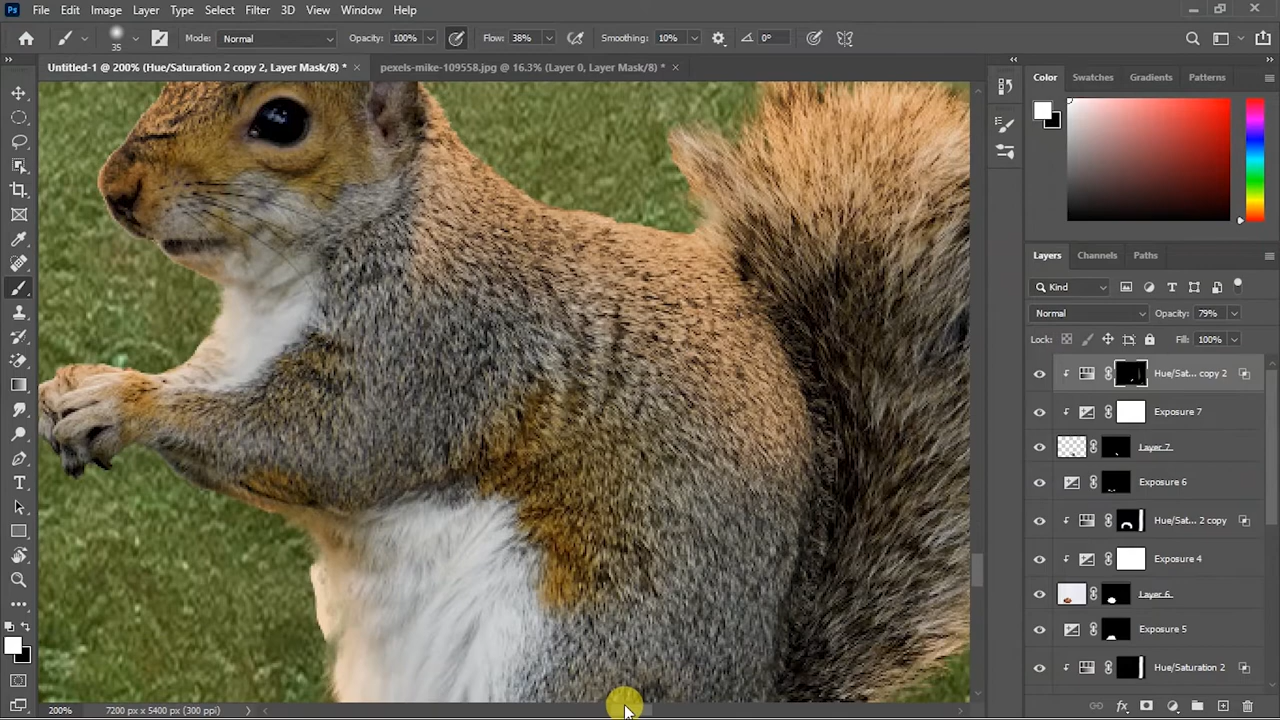 Ps File Edit Image Layer Type Select Filter 3D View Window Help
35 Mode: Normal Opacity: 100% Flow: 38% Smoothing: 10% 0°
Untitled-1 @ 200% (Hue/Saturation 2 copy 2, Layer Mask/8) * × pexels-mike-109558.jpg @ 16.3% (Layer 0, Layer Mask/8) * ×
Color Swatches Gradients Patterns
Layers Channels Paths
Kind
Normal Opacity: 79%
Lock: Fill: 100%
Hue/Sat... copy 2
Exposure 7
Layer 7
Exposure 6
Hue/Sat... 2 copy
Exposure 4
Layer 6
Exposure 5
Hue/Saturation 2
200% 7200 px x 5400 px (300 ppi)